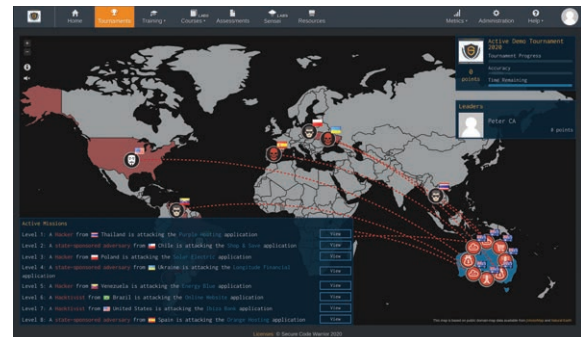 Home
Tournaments
Training
LABS
Courses
Assessments
LABS
Sensei
Resources
Metrics
Administration
Help
Active Demo Tournament
2020
Tournament Progress
Accuracy
0
points
Time Remaining
Leaders
Peter CA
0 points
Active Missions
Level 1: A Hacker from Thailand is attacking the Purple Holding application
View
Level 2: A state-sponsored adversary from Chile is attacking the Shop & Save application
View
Level 3: A Hacker from Poland is attacking the Solar Electric application
View
Level 4: A state-sponsored adversary from Ukraine is attacking the Longitude Financial
application
View
Level 5: A Hacker from Venezuela is attacking the Energy Blue application
View
Level 6: A Hacktivist from Brazil is attacking the Online Website application
View
Level 7: A Hacktivist from United States is attacking the Bank application
View
Level 8: A state-sponsored adversary from Spain is attacking the Orange Hosting application
View
Licenses. © Secure Code Warrior 2020